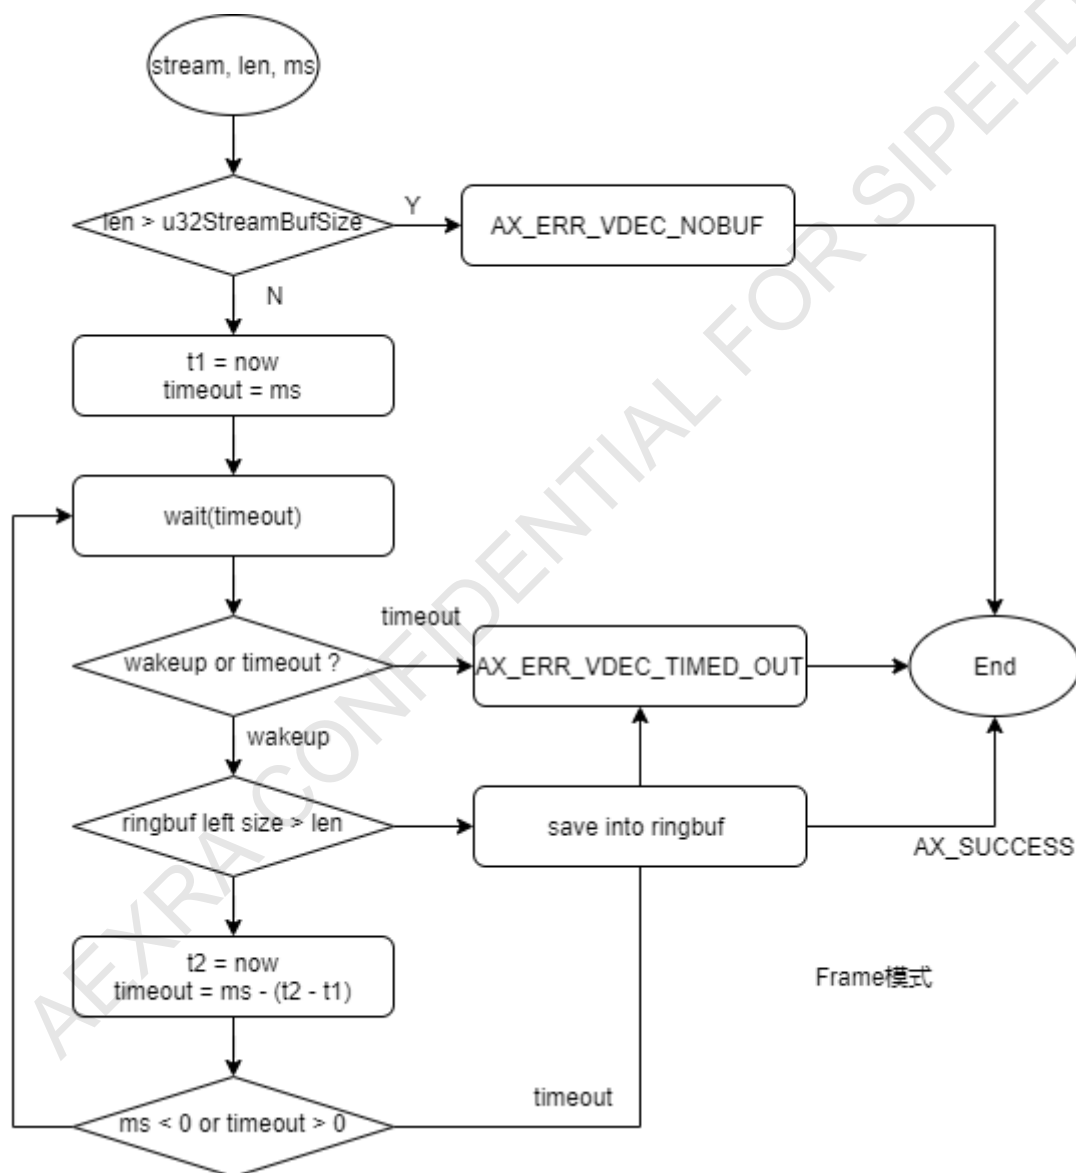 stream, len, ms
len > u32StreamBufSize
Y
AX_ERR_VDEC_NOBUF
N
t1 = now
timeout = ms
wait(timeout)
timeout
wakeup or timeout ?
AX_ERR_VDEC_TIMED_OUT
End
wakeup
ringbuf left size > len
save into ringbuf
AX_SUCCESS
t2 = now
timeout = ms - (t2 - t1)
Frame模式
timeout
ms < 0 or timeout > 0
AEXRA CONFIDENTIAL FOR SIPEED